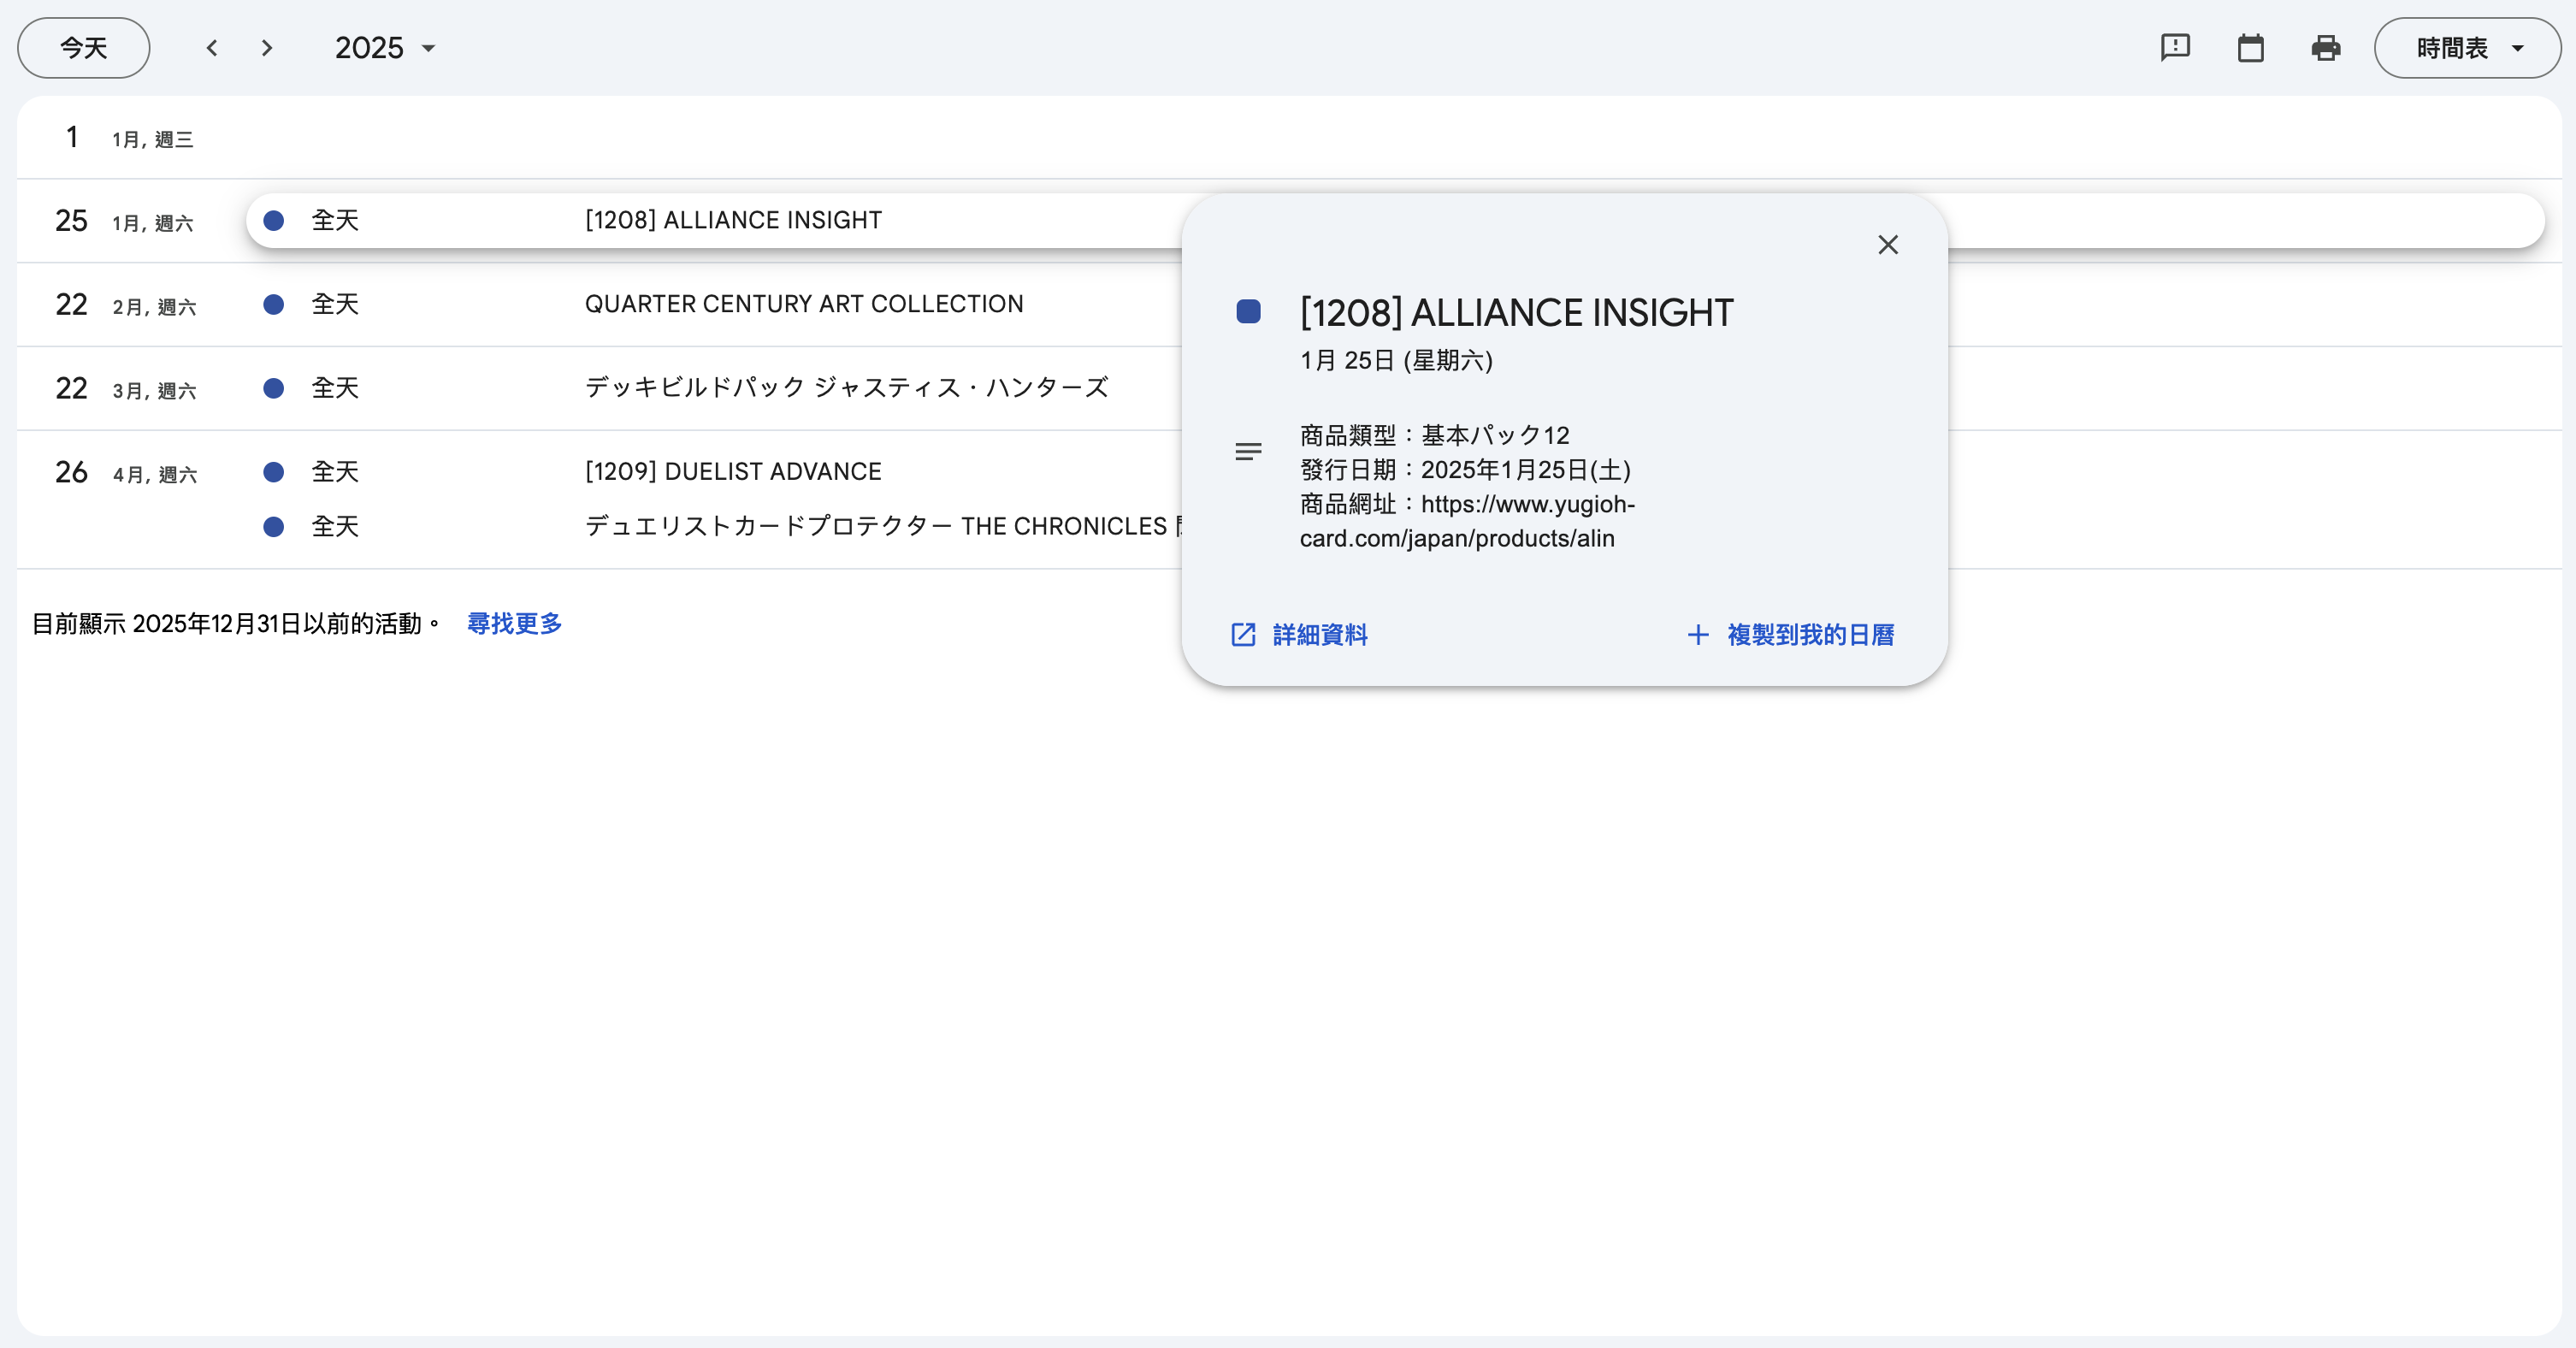 今天
2025
時間表
1 1月, 週三
25 1月, 週六 全天 [1208] ALLIANCE INSIGHT
22 2月, 週六 全天 QUARTER CENTURY ART COLLECTION
22 3月, 週六 全天 デッキビルドパック ジャスティス・ハンターズ
26 4月, 週六 全天 [1209] DUELIST ADVANCE
全天 デュエリストカードプロテクター THE CHRONICLES
目前顯示 2025年12月31日以前的活動。 尋找更多
[1208] ALLIANCE INSIGHT
1月 25日 (星期六)
商品類型：基本パック12
發行日期：2025年1月25日(土)
商品網址：https://www.yugioh-
card.com/japan/products/alin
詳細資料
複製到我的日曆